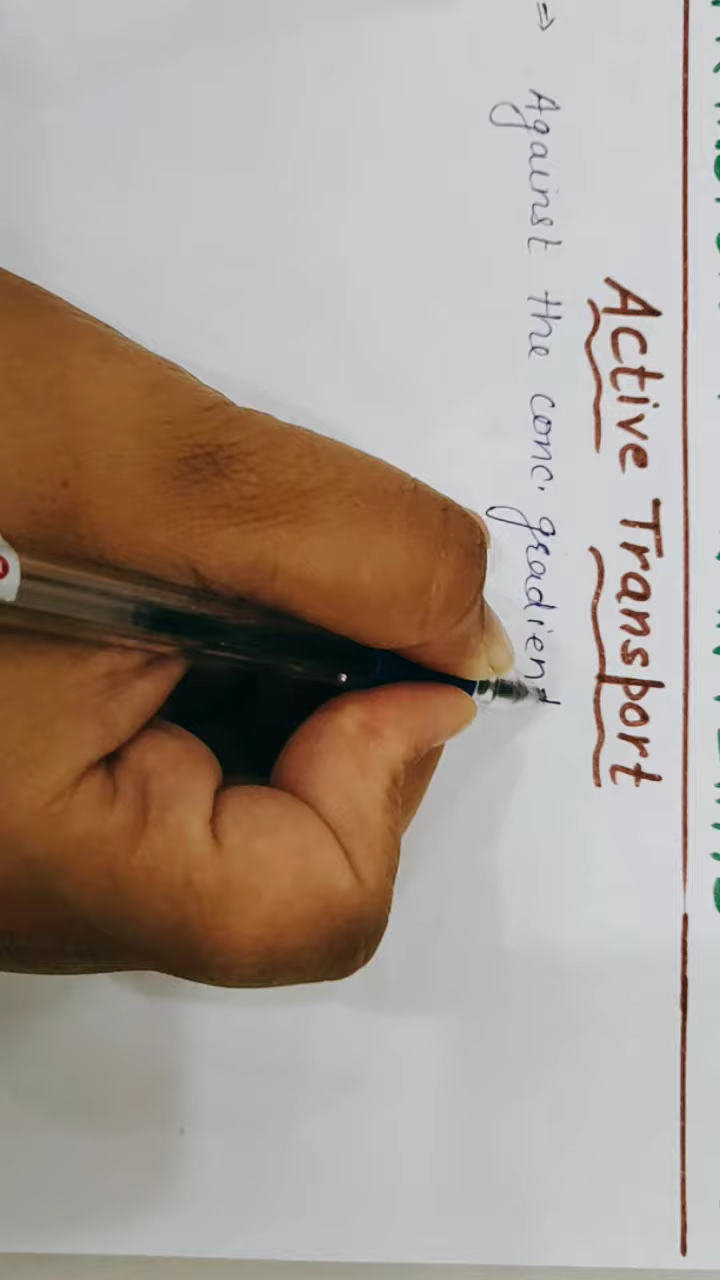 Active Transport
⇒ Against the conc. gradient